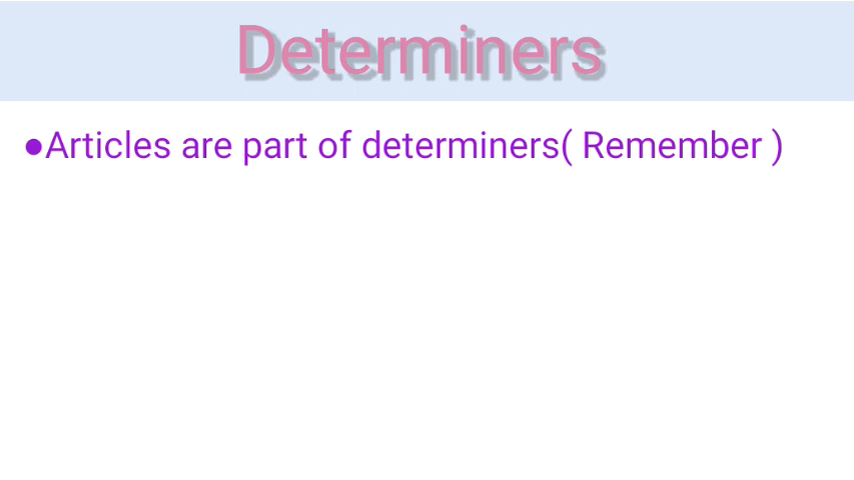 Determiners
●Articles are part of determiners( Remember )